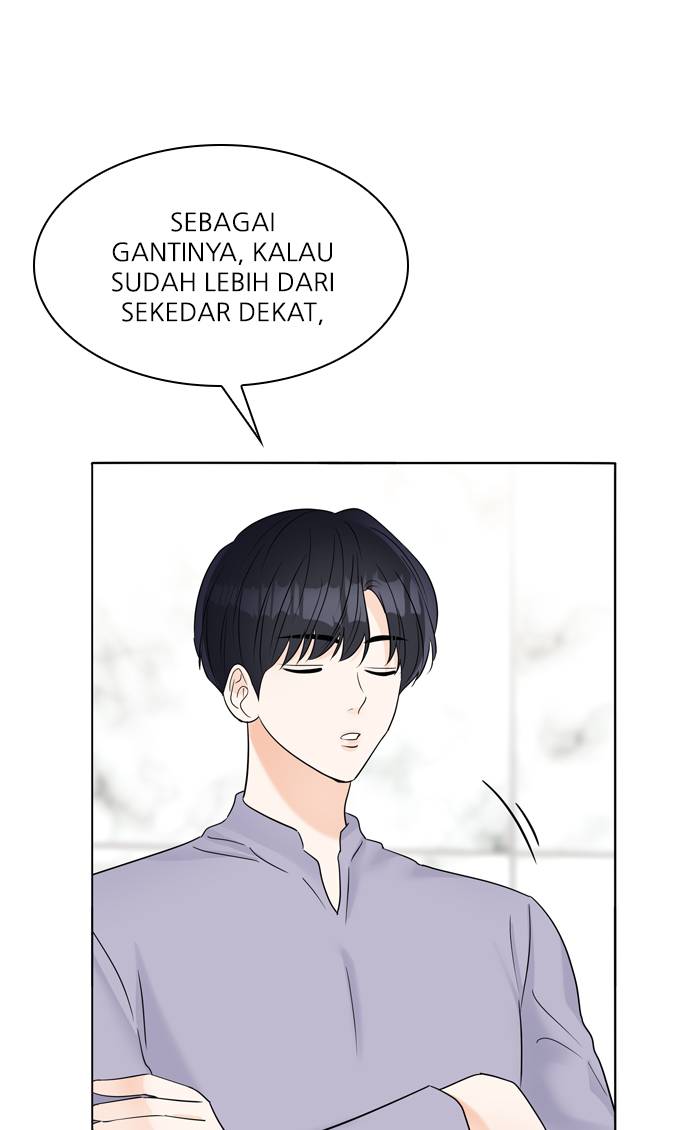 SEBAGAI
GANTINYA, KALAU
SUDAH LEBIH DARI
SEKEDAR DEKAT,